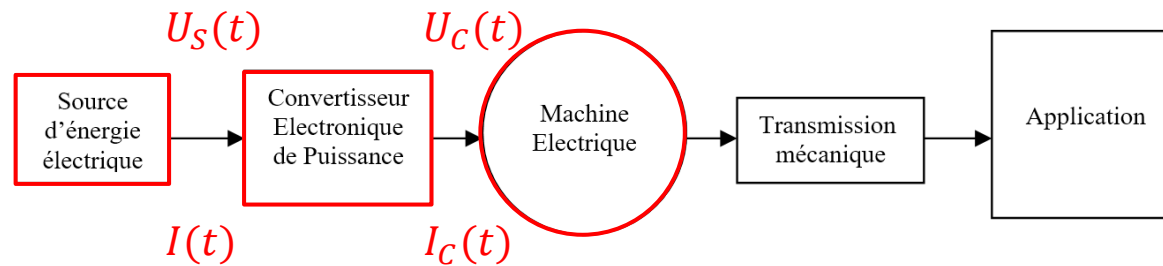 U_S(t)
U_C(t)
Source
d’énergie
électrique
Convertisseur
Electronique
de Puissance
Machine
Electrique
Transmission
mécanique
Application
I(t)
I_C(t)